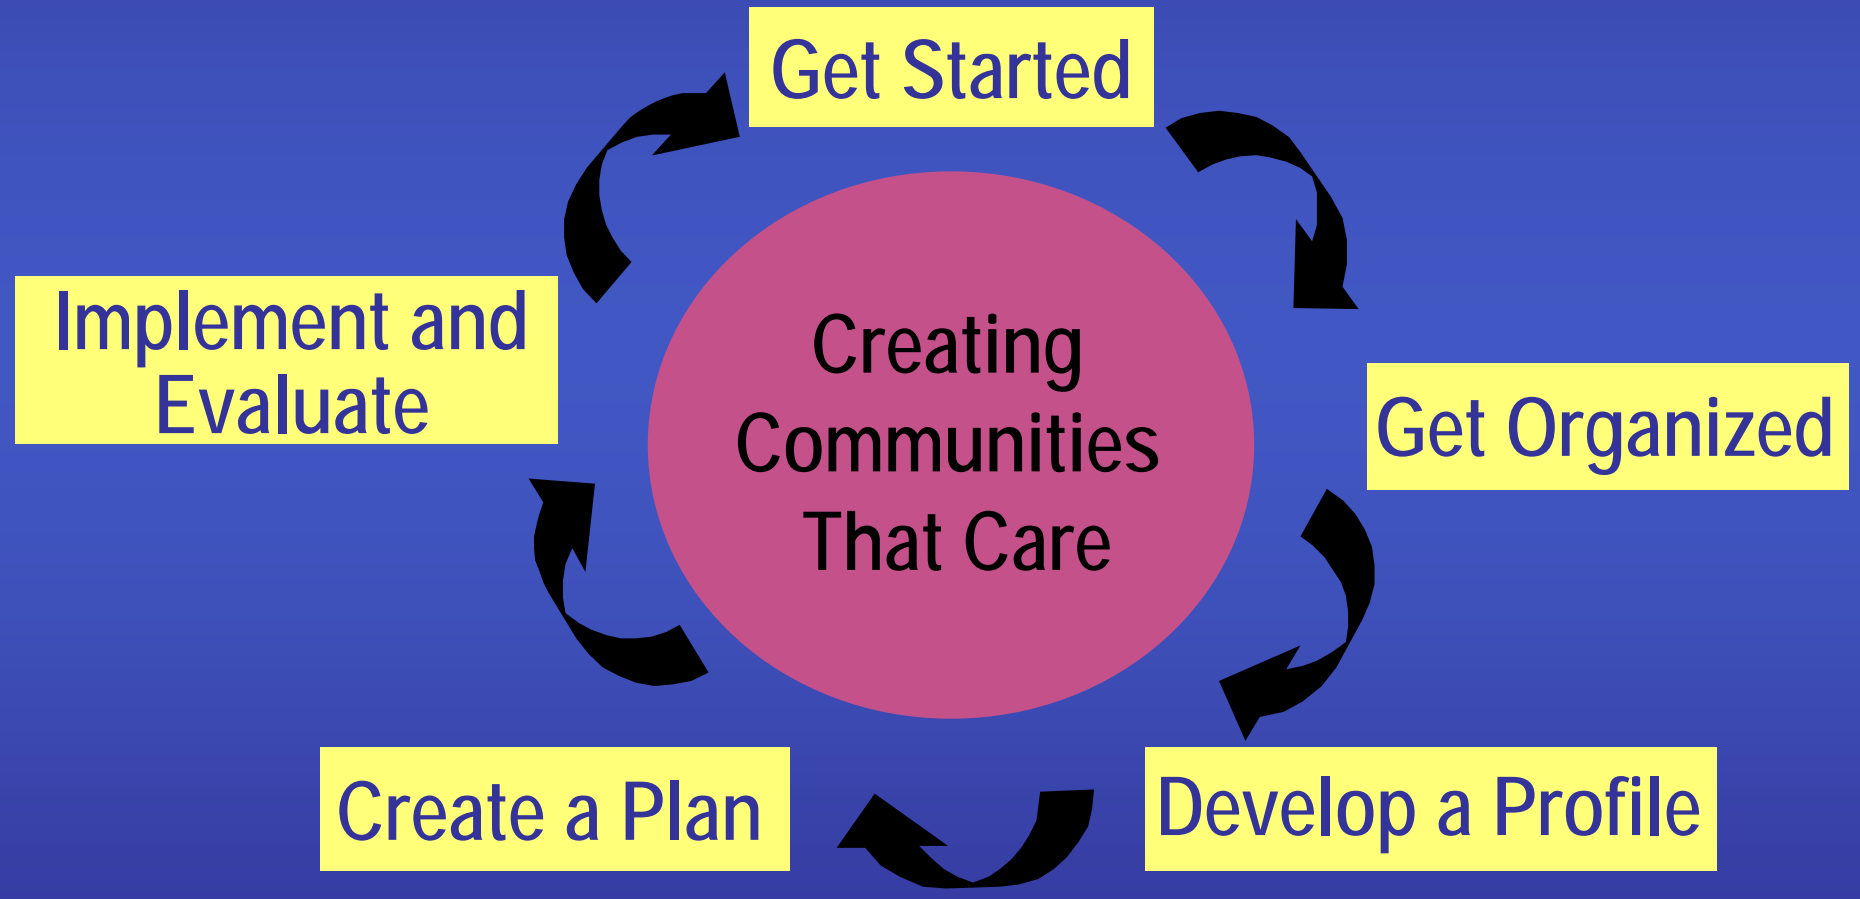 Get Started
Get Organized
Develop a Profile
Create a Plan
Implement and
Evaluate
Creating
Communities
That Care